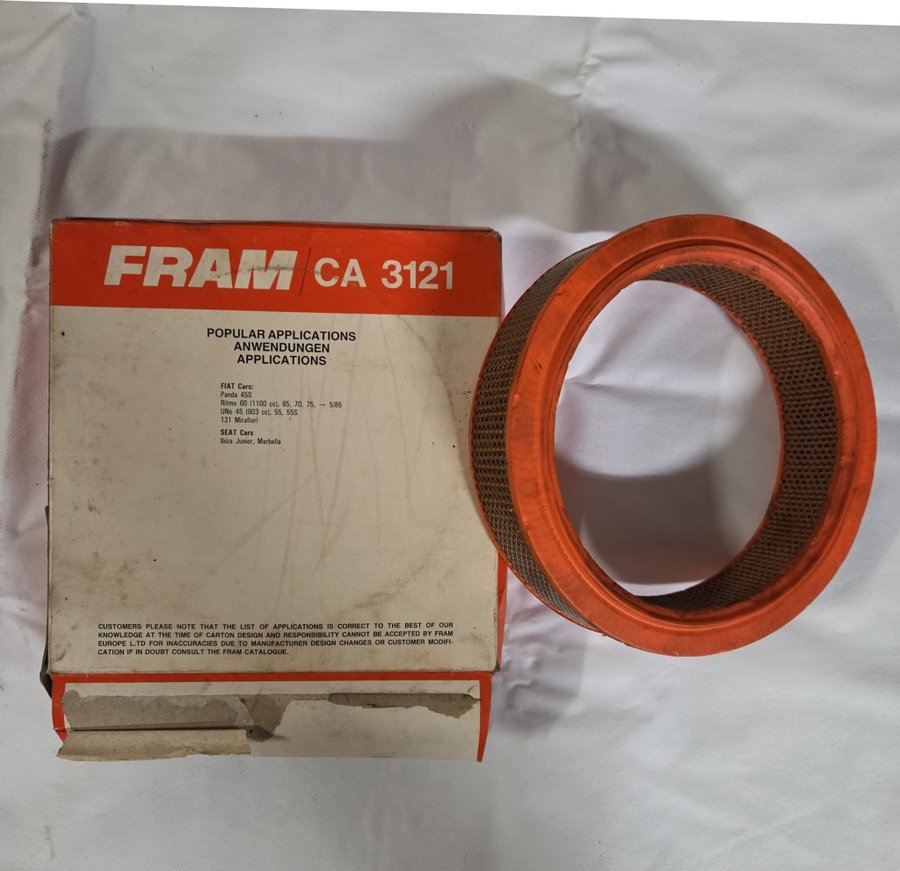 FRAM CA 3121
POPULAR APPLICATIONS
ANWENDUNGEN
APPLICATIONS
FIAT Cars:
Panda 45S
Ritmo 60 (1100 cc), 65, 70, 75, -- 5/85
UNo 45 (903 cc), 55, 55S
131 Mirafiori
SEAT Cars
Ibiza Junior, Marbella
CUSTOMERS PLEASE NOTE THAT THE LIST OF APPLICATIONS IS CORRECT TO THE BEST OF OUR
KNOWLEDGE AT THE TIME OF CARTON DESIGN AND RESPONSIBILITY CANNOT BE ACCEPTED BY FRAM
EUROPE L.TD FOR INACCURACIES DUE TO MANUFACTURER DESIGN CHANGES OR CUSTOMER MODIFI-
CATION IF IN DOUBT CONSULT THE FRAM CATALOGUE.